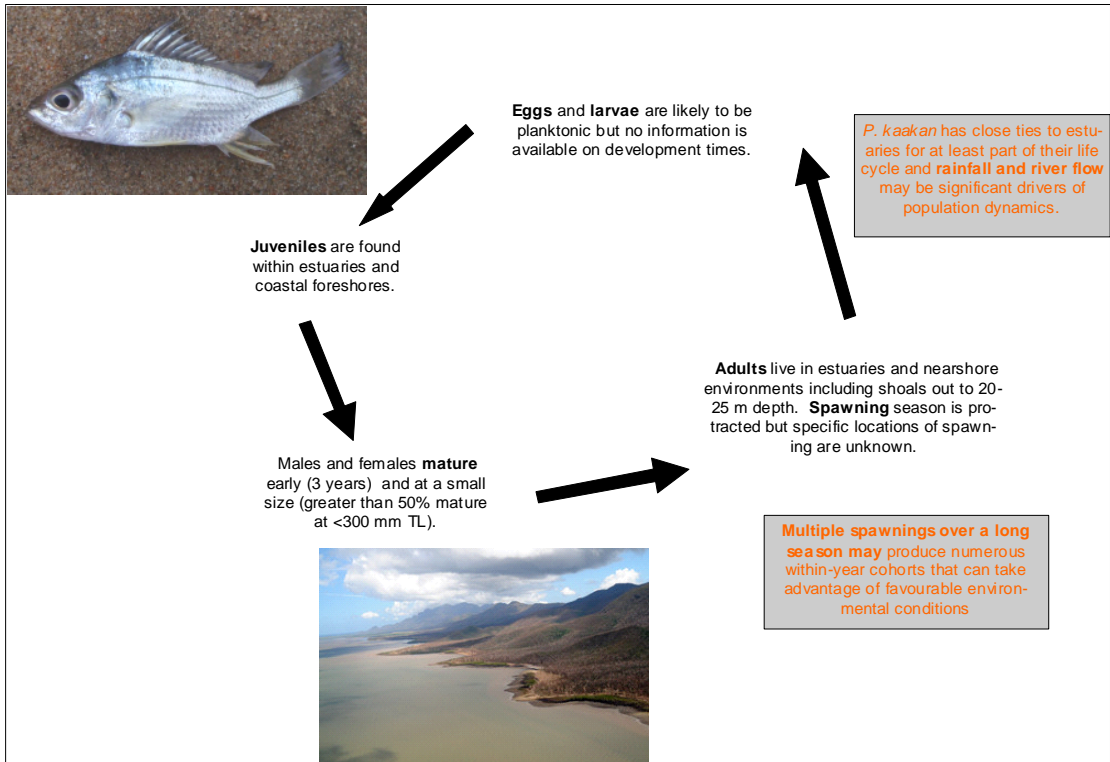 Eggs and larvae are likely to be
planktonic but no information is
available on development times.
P. kaakan has close ties to estu-
aries for at least part of their life
cycle and rainfall and river flow
may be significant drivers of
population dynamics.
Juveniles are found
within estuaries and
coastal foreshores.
Adults live in estuaries and nearshore
environments including shoals out to 20-
25 m depth. Spawning season is pro-
tracted but specific locations of spawn-
ing are unknown.
Males and females mature
early (3 years) and at a small
size (greater than 50% mature
at <300 mm TL).
Multiple spawnings over a long
season may produce numerous
within-year cohorts that can take
advantage of favourable environ-
mental conditions